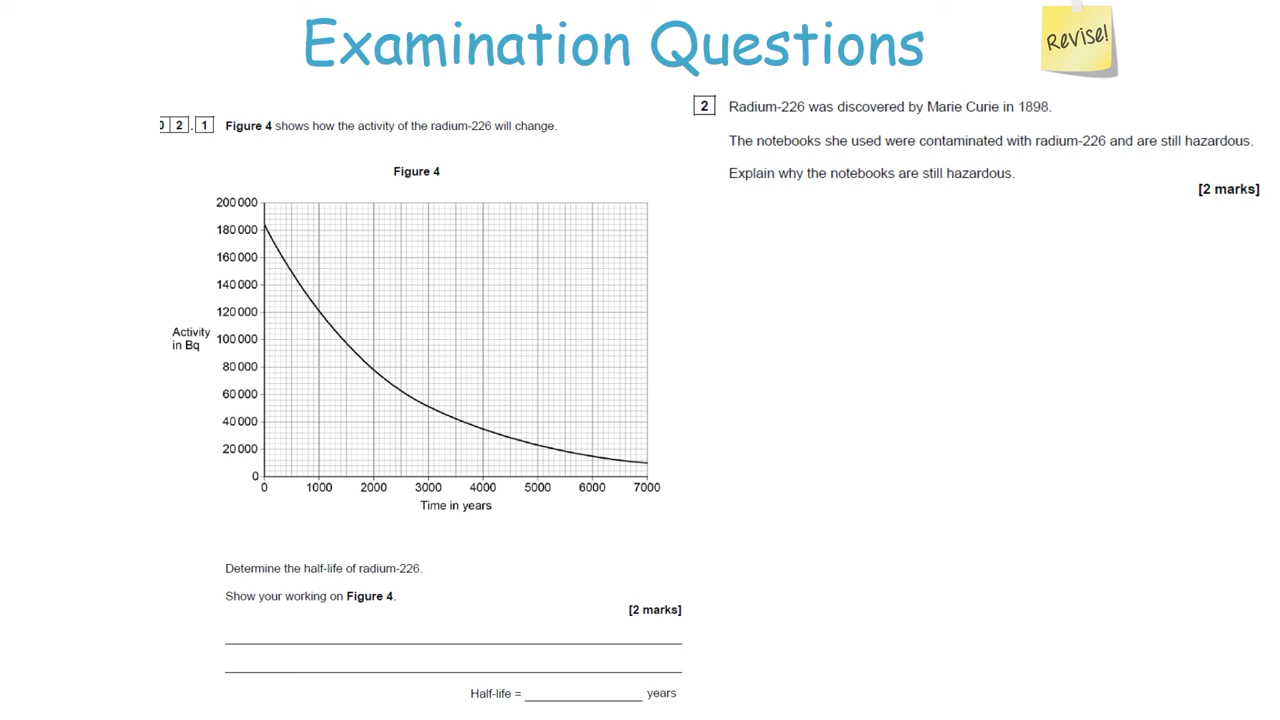 Examination Questions
Revise!
0 2 . 1 Figure 4 shows how the activity of the radium-226 will change.
Figure 4
200 000
180 000
160 000
140 000
120 000
100 000
80 000
60 000
40 000
20 000
0
Activity
in Bq
0 1000 2000 3000 4000 5000 6000 7000
Time in years
Determine the half-life of radium-226.
Show your working on Figure 4.
[2 marks]
Half-life = ____________ years
2 Radium-226 was discovered by Marie Curie in 1898.
The notebooks she used were contaminated with radium-226 and are still hazardous.
Explain why the notebooks are still hazardous.
[2 marks]